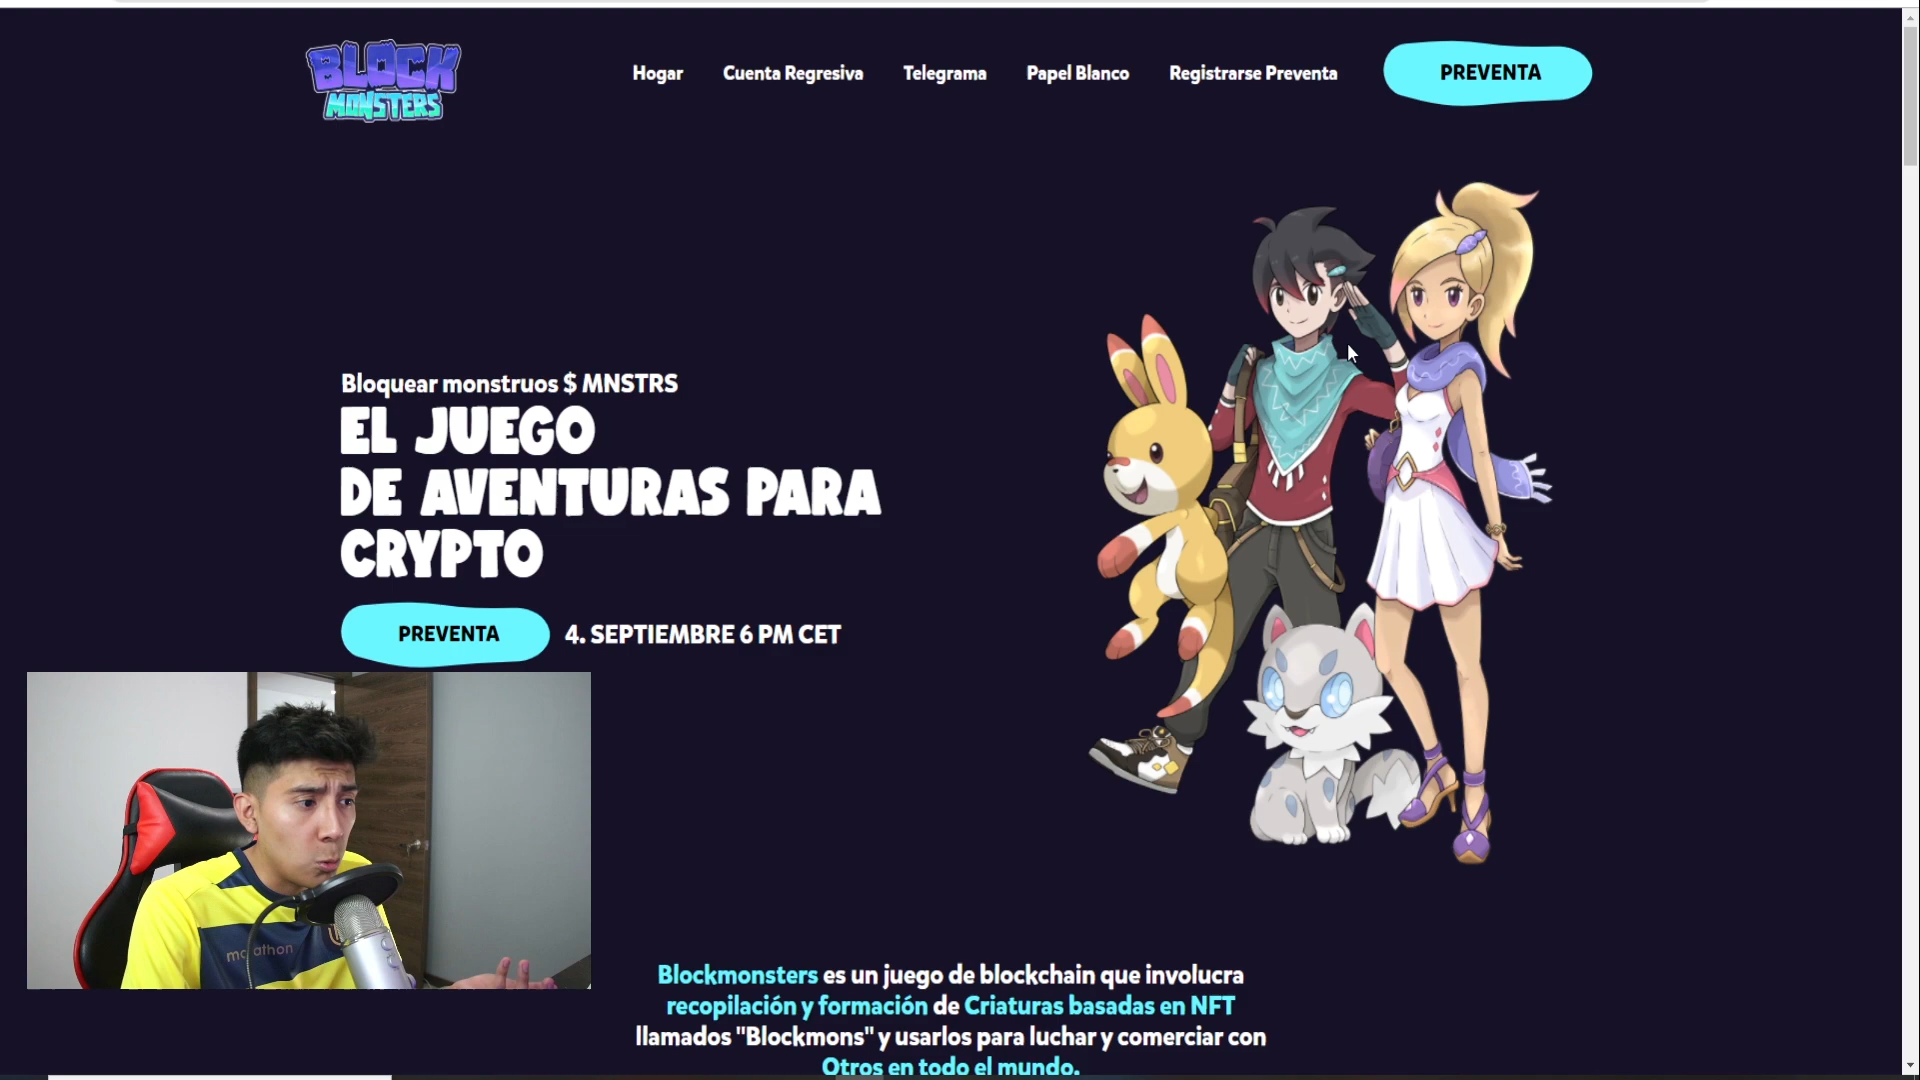 BLOCK
MONSTERS
Hogar Cuenta Regresiva Telegrama Papel Blanco Registrarse Preventa PREVENTA
Bloquear monstruos $ MNSTRS
EL JUEGO
DE AVENTURAS PARA
CRYPTO
PREVENTA 4. SEPTIEMBRE 6 PM CET
marathon
Blockmonsters es un juego de blockchain que involucra
recopilación y formación de Criaturas basadas en NFT
llamados "Blockmons" y usarlos para luchar y comerciar con
Otros en todo el mundo.